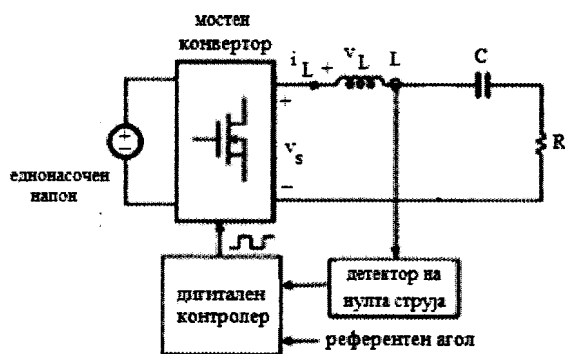 мостен
конвертор
i L + v L L
C
+
v s
−
R
+
−
еднонасочен
напон
дигитален
контролер
детектор на
нулта струја
референтен агол